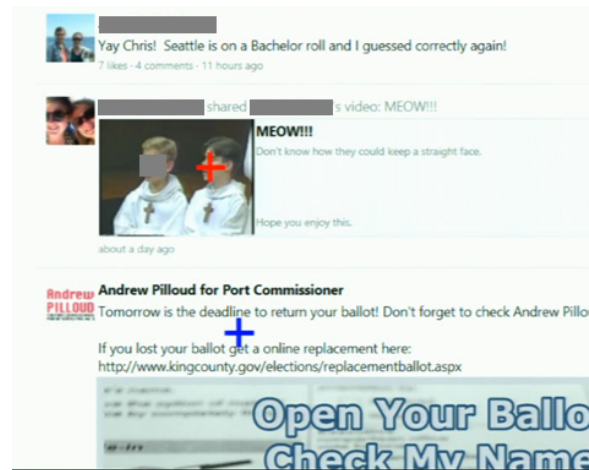 Yay Chris! Seattle is on a Bachelor roll and I guessed correctly again!
7 likes · 4 comments · 11 hours ago
shared 's video: MEOW!!!
MEOW!!!
Don't know how they could keep a straight face.
Hope you enjoy this.
about a day ago
Andrew PILLOUD
Andrew Pilloud for Port Commissioner
Tomorrow is the deadline to return your ballot! Don't forget to check Andrew
If you lost your ballot get a online replacement here:
http://www.kingcounty.gov/elections/replacementballot.aspx
Open Your
Check My Name